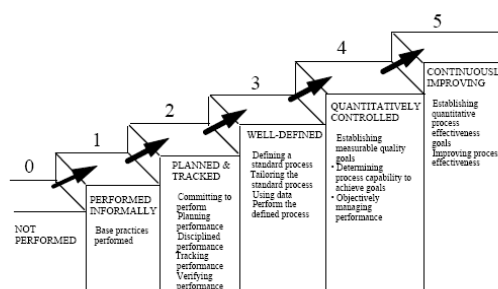 0
NOT
PERFORMED
1
PERFORMED
INFORMALLY
Base practices
performed
2
PLANNED &
TRACKED
Committing to
perform
Planning
performance
Disciplined
performance
Tracking
performance
Verifying
performance
3
WELL-DEFINED
Defining a
standard process
Tailoring the
standard process
Using data
Perform the
defined process
4
QUANTITATIVELY
CONTROLLED
Establishing
measurable quality
goals
• Determining
process capability to
achieve goals
• Objectively
managing
performance
5
CONTINUOUSLY
IMPROVING
Establishing
quantitative
process
effectiveness
goals
Improving proces
effectiveness